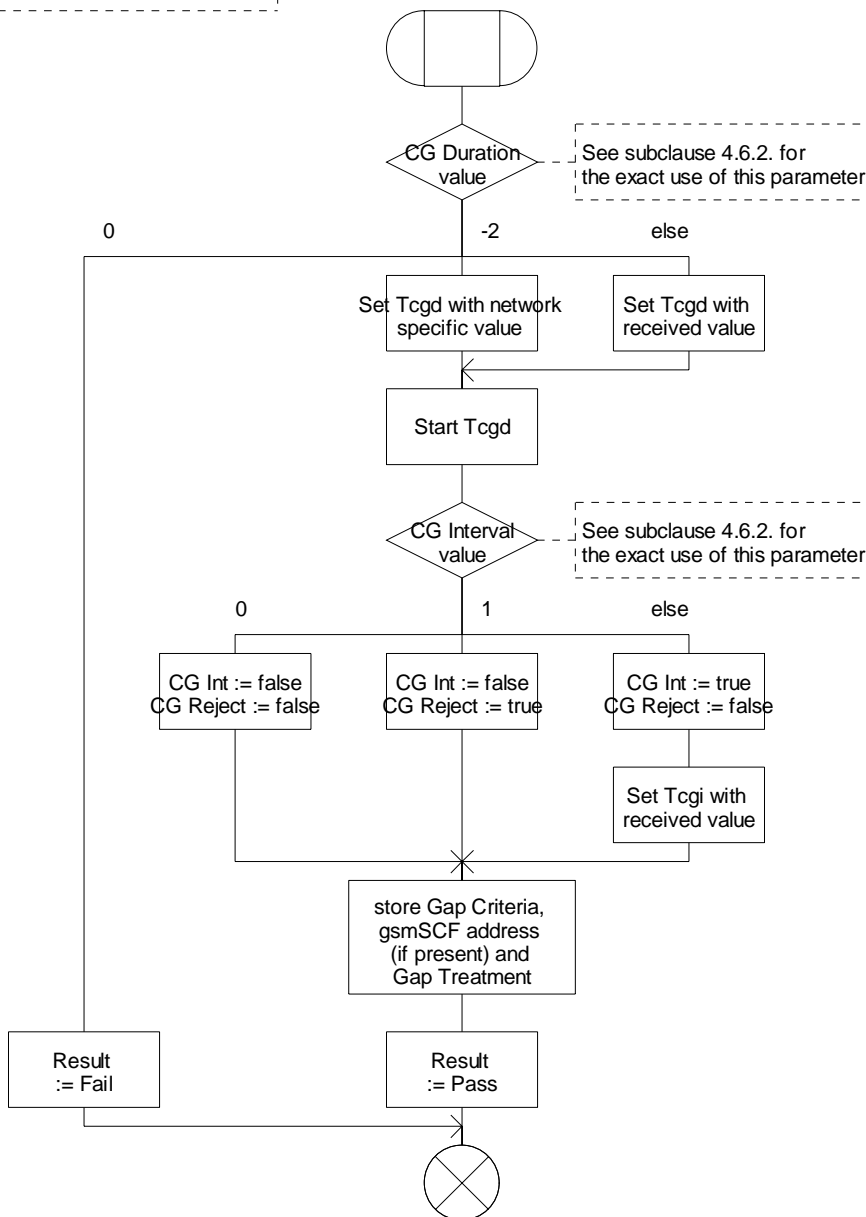 CG Duration
value
See subclause 4.6.2. for
the exact use of this parameter
0
-2
else
Set Tcgd with network
specific value
Set Tcgd with
received value
Start Tcgd
CG Interval
value
See subclause 4.6.2. for
the exact use of this parameter
0
1
else
CG Int := false
CG Reject := false
CG Int := false
CG Reject := true
CG Int := true
CG Reject := false
Set Tcgi with
received value
store Gap Criteria,
gsmSCF address
(if present) and
Gap Treatment
Result
:= Fail
Result
:= Pass